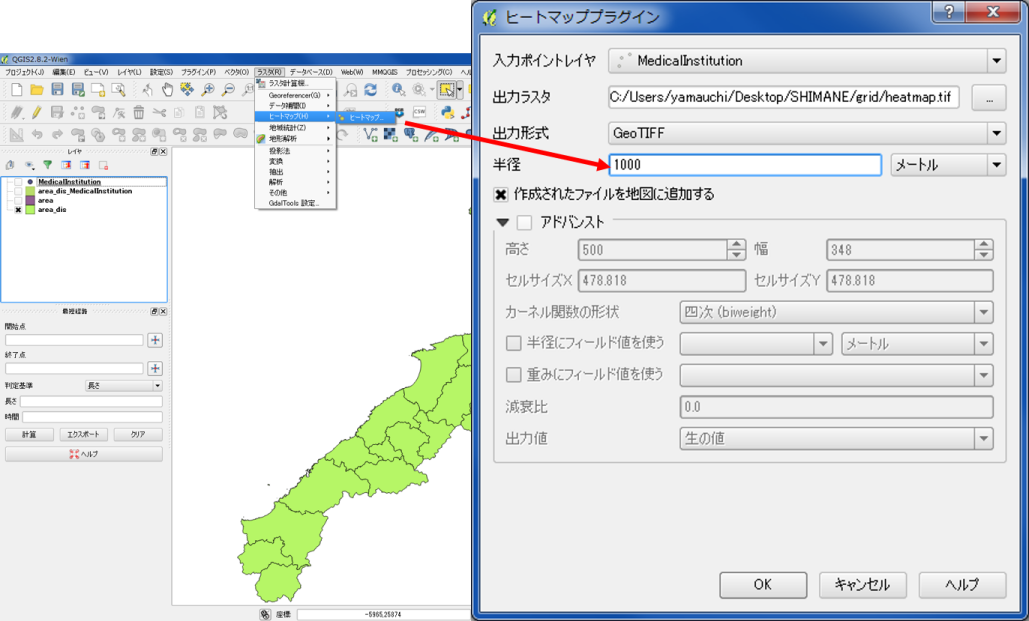 QGIS2.8.2-Wien
プロジェクト(J) 編集(E) ビュー(V) レイヤ(L) 設定(S) プラグイン(P) ベクタ(O) ラスタ(R) データベース(D) Web(W) MMQGIS プロセッシング(C) ヘル
ラスタ計算機...
Georeferencer(G)
データ補間(I)
ヒートマップ(H)
ヒートマップ...
地域統計(Z)
地形解析
投影法
変換
抽出
解析
その他
GdalTools 設定...
CSW
レイヤ
MedicalInstitution
area_dis_MedicalInstitution
area
area_dis
最短経路
開始点
終了点
判定基準 長さ
長さ
時間
計算 エクスポート クリア
ヘルプ
座標: -5965,25874
ヒートマッププラグイン
入力ポイントレイヤ MedicalInstitution
出力ラスタ C:/Users/yamauchi/Desktop/SHIMANE/grid/heatmap.tif ...
出力形式 GeoTIFF
半径 1000 メートル
作成されたファイルを地図に追加する
アドバンスト
高さ 500 幅 348
セルサイズX 478.818 セルサイズY 478.818
カーネル関数の形状 四次 (biweight)
半径にフィールド値を使う メートル
重みにフィールド値を使う
減衰比 0.0
出力値 生の値
OK キャンセル ヘルプ